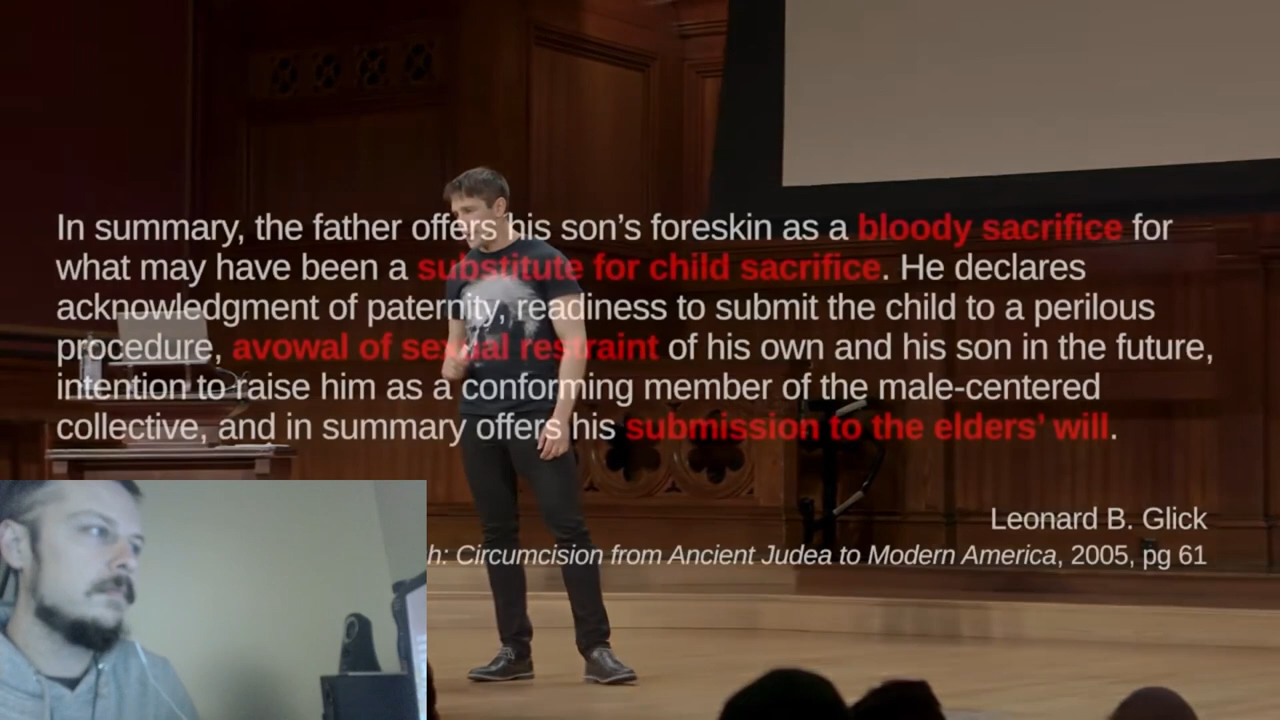 In summary, the father offers his son's foreskin as a bloody sacrifice for
what may have been a substitute for child sacrifice. He declares
acknowledgment of paternity, readiness to submit the child to a perilous
procedure, avowal of sexual restraint of his own and his son in the future,
intention to raise him as a conforming member of the male-centered
collective, and in summary offers his submission to the elders' will.
Leonard B. Glick
h: Circumcision from Ancient Judea to Modern America, 2005, pg 61